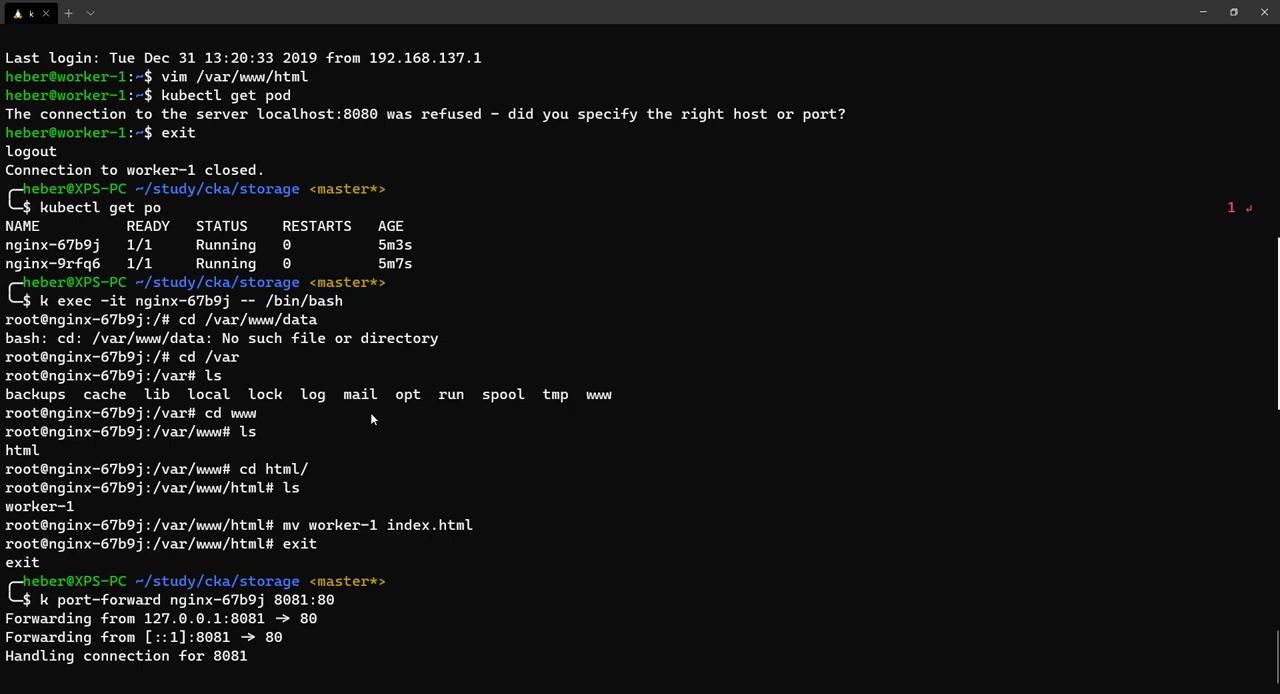 k
Last login: Tue Dec 31 13:20:33 2019 from 192.168.137.1
heber@worker-1:~$ vim /var/www/html
heber@worker-1:~$ kubectl get pod
The connection to the server localhost:8080 was refused - did you specify the right host or port?
heber@worker-1:~$ exit
logout
Connection to worker-1 closed.
╭─heber@XPS-PC ~/study/cka/storage <master*>
╰─$ kubectl get po 1 ↵
NAME READY STATUS RESTARTS AGE
nginx-67b9j 1/1 Running 0 5m3s
nginx-9rfq6 1/1 Running 0 5m7s
╭─heber@XPS-PC ~/study/cka/storage <master*>
╰─$ k exec -it nginx-67b9j -- /bin/bash
root@nginx-67b9j:/# cd /var/www/data
bash: cd: /var/www/data: No such file or directory
root@nginx-67b9j:/# cd /var
root@nginx-67b9j:/var# ls
backups cache lib local lock log mail opt run spool tmp www
root@nginx-67b9j:/var# cd www
root@nginx-67b9j:/var/www# ls
html
root@nginx-67b9j:/var/www# cd html/
root@nginx-67b9j:/var/www/html# ls
worker-1
root@nginx-67b9j:/var/www/html# mv worker-1 index.html
root@nginx-67b9j:/var/www/html# exit
exit
╭─heber@XPS-PC ~/study/cka/storage <master*>
╰─$ k port-forward nginx-67b9j 8081:80
Forwarding from 127.0.0.1:8081 -> 80
Forwarding from [::1]:8081 -> 80
Handling connection for 8081